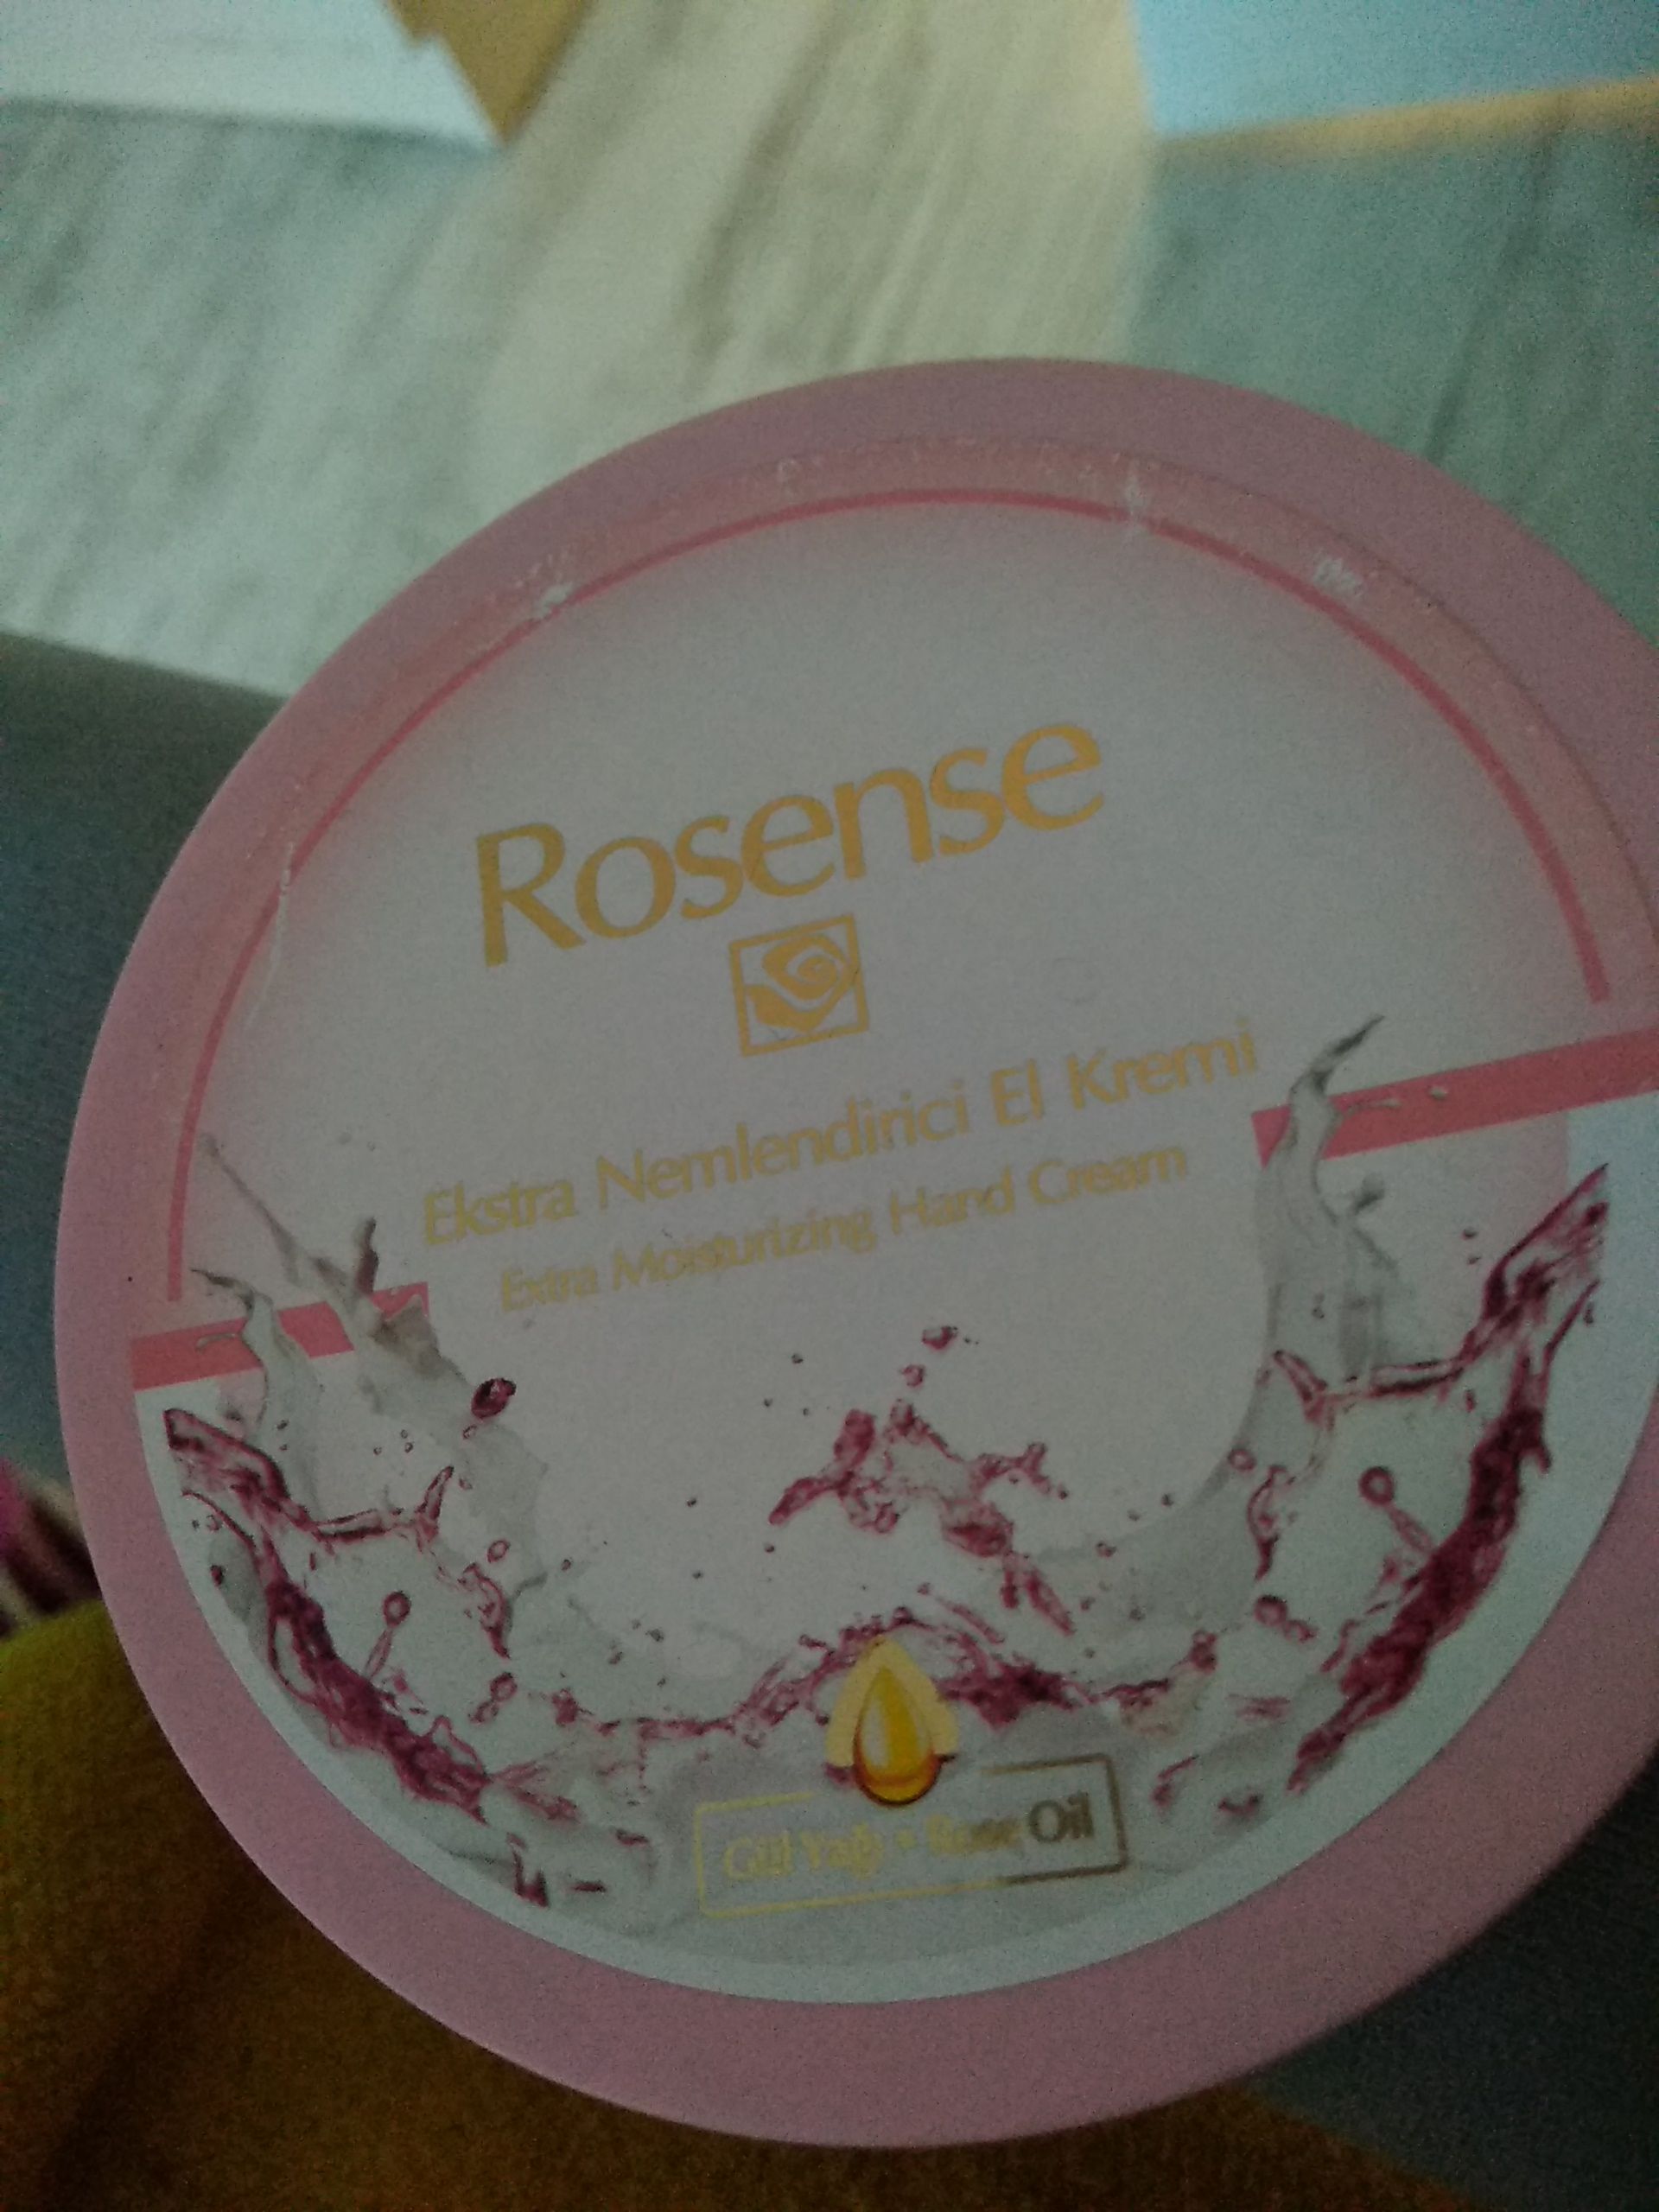 Rosense
Ekstra Nemlendirici El Kremi
Extra Moisturizing Hand Cream
Gül Yağı • Rose Oil